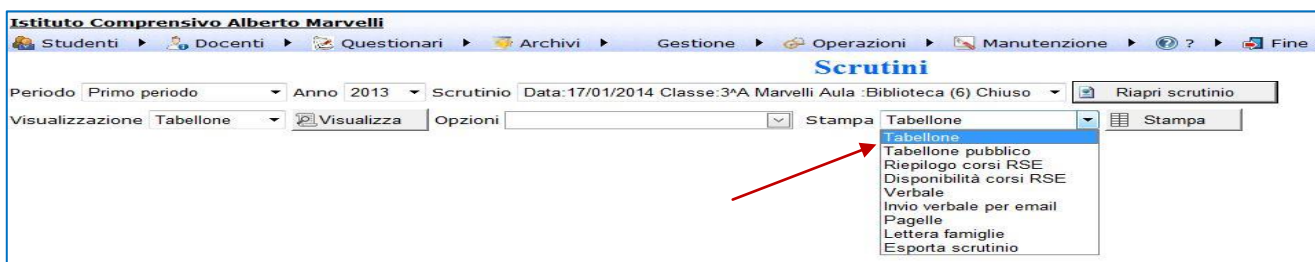 Istituto Comprensivo Alberto Marvelli
Studenti Docenti Questionari Archivi Gestione Operazioni Manutenzione ? Fine
Scrutini
Periodo Primo periodo Anno 2013 Scrutinio Data:17/01/2014 Classe:3^A Marvelli Aula :Biblioteca (6) Chiuso Riapri scrutinio
Visualizzazione Tabellone Visualizza Opzioni Stampa Tabellone Stampa
Tabellone
Tabellone pubblico
Riepilogo corsi RSE
Disponibilità corsi RSE
Verbale
Invio verbale per email
Pagelle
Lettera famiglie
Esporta scrutinio